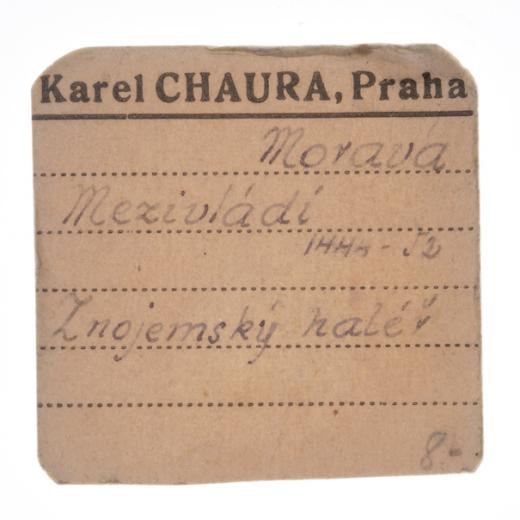 Karel CHAURA, Praha
Morava
Mezivládí
1444-52
Znojemský haléř
8-